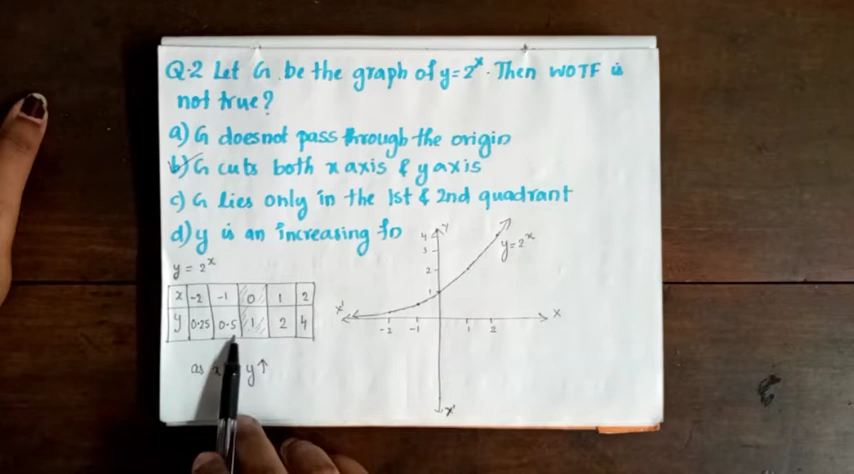 Q.2 Let G be the graph of y=2^x. Then WOTF is
not true?
a) G doesnot pass through the origin
b) G cuts both x axis & y axis
c) G lies only in the 1st & 2nd quadrant
d) y is an increasing fn
y = 2^x
x -2 -1 0 1 2
y 0.25 0.5 1 2 4
as x y↑
Y
4
3
2
1
y=2^x
X' X
-2 -1 1 2